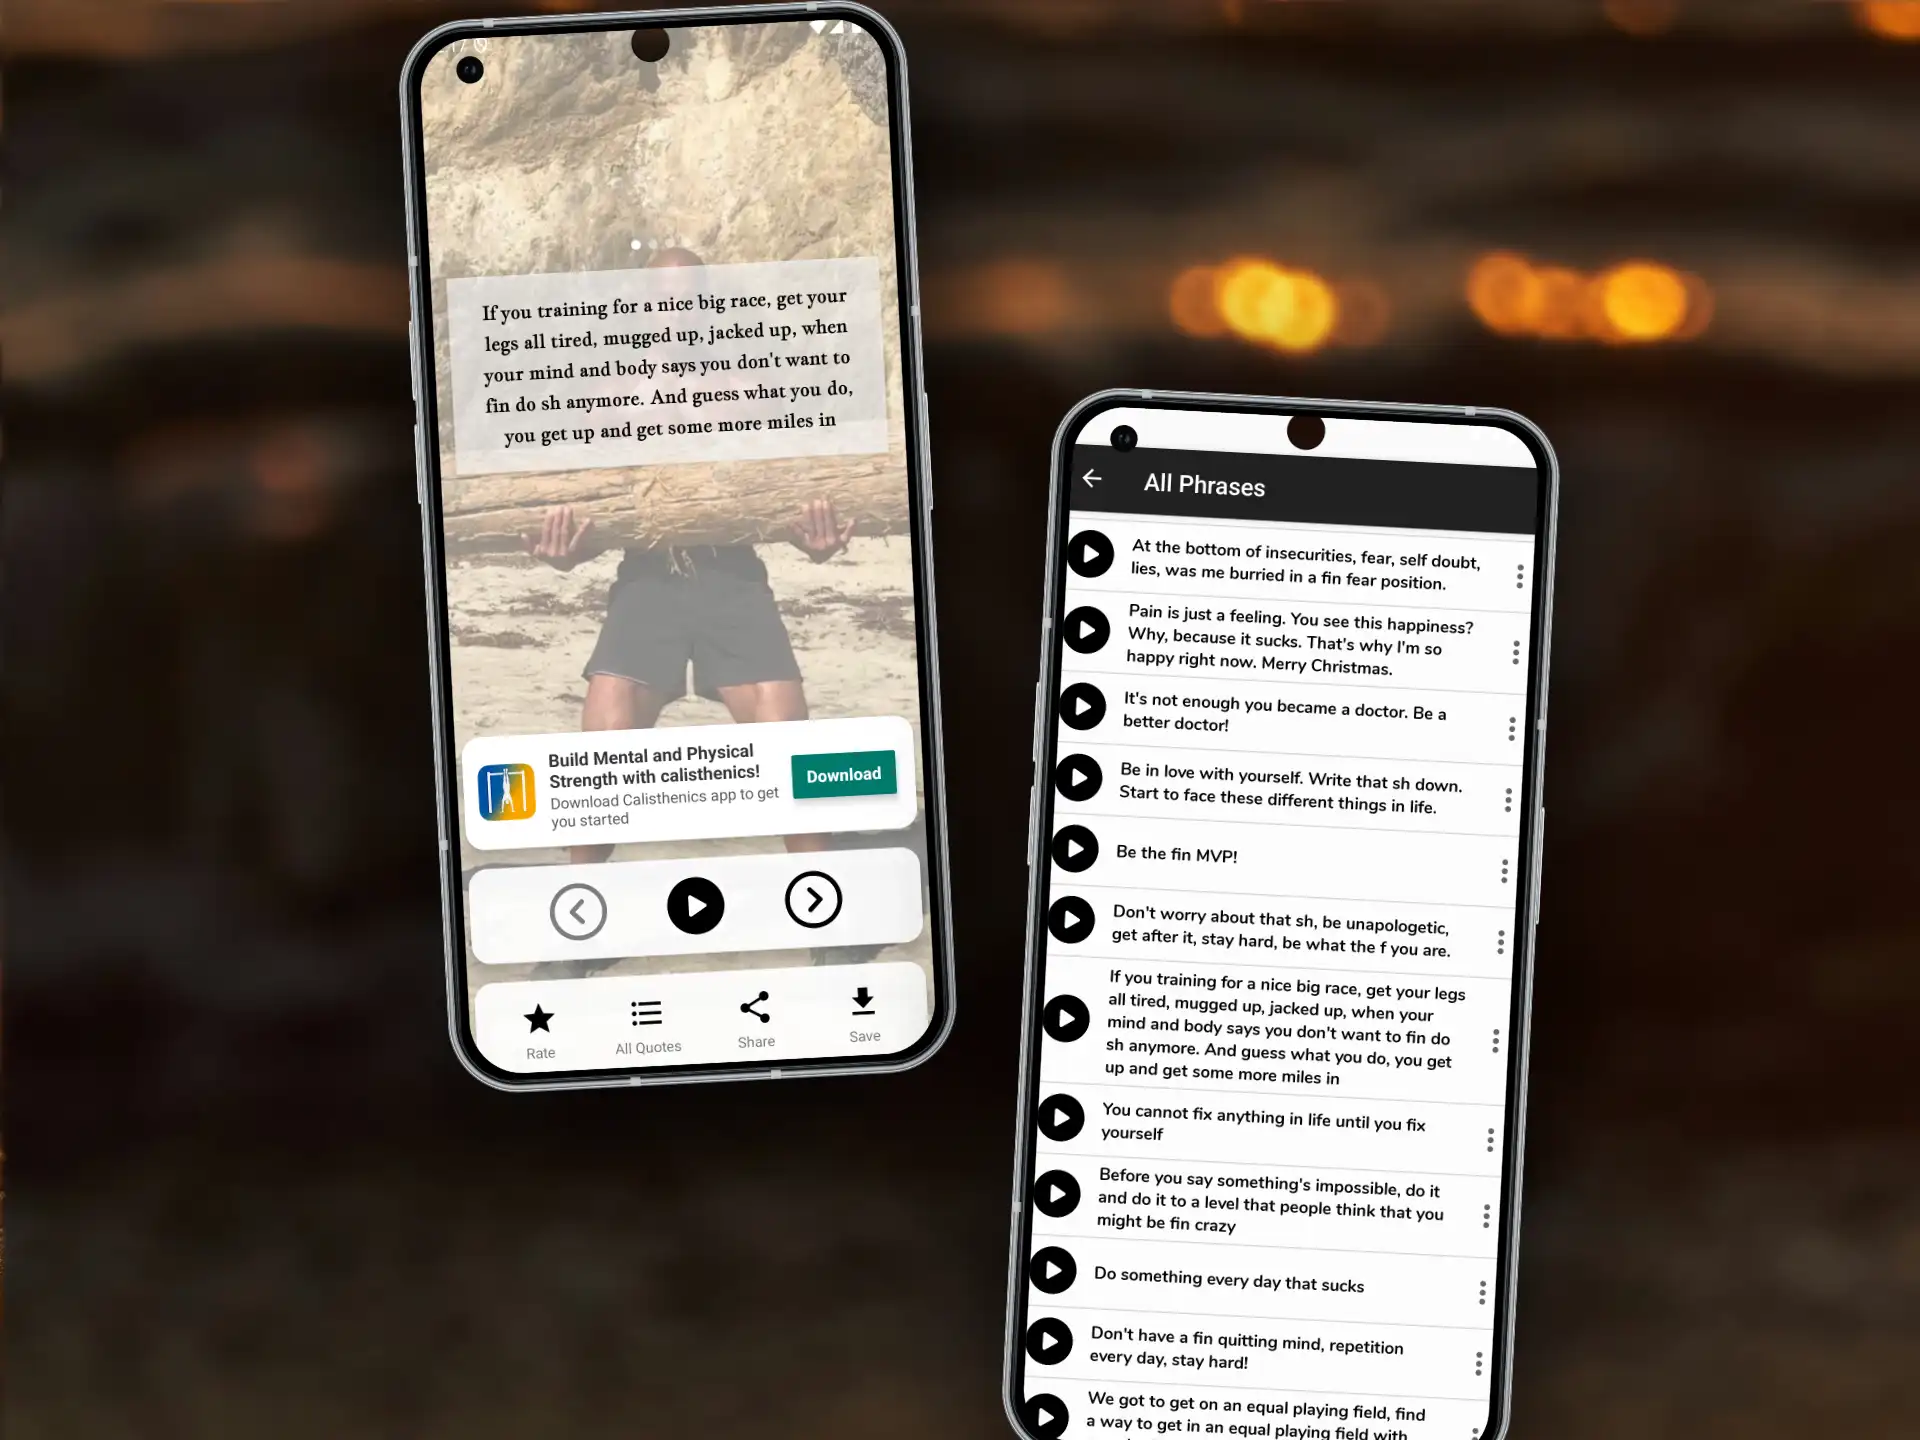 If you training for a nice big race, get your
legs all tired, mugged up, jacked up, when
your mind and body says you don't want to
fin do sh anymore. And guess what you do,
you get up and get some more miles in
Build Mental and Physical
Strength with calisthenics!
Download Calisthenics app to get
you started
Download
Rate
All Quotes
Share
Save
All Phrases
At the bottom of insecurities, fear, self doubt,
lies, was me burried in a fin fear position.
Pain is just a feeling. You see this happiness?
Why, because it sucks. That's why I'm so
happy right now. Merry Christmas.
It's not enough you became a doctor. Be a
better doctor!
Be in love with yourself. Write that sh down.
Start to face these different things in life.
Be the fin MVP!
Don't worry about that sh, be unapologetic,
get after it, stay hard, be what the f you are.
If you training for a nice big race, get your legs
all tired, mugged up, jacked up, when your
mind and body says you don't want to fin do
sh anymore. And guess what you do, you get
up and get some more miles in
You cannot fix anything in life until you fix
yourself
Before you say something's impossible, do it
and do it to a level that people think that you
might be fin crazy
Do something every day that sucks
Don't have a fin quitting mind, repetition
every day, stay hard!
We got to get on an equal playing field, find
a way to get in an equal playing field with